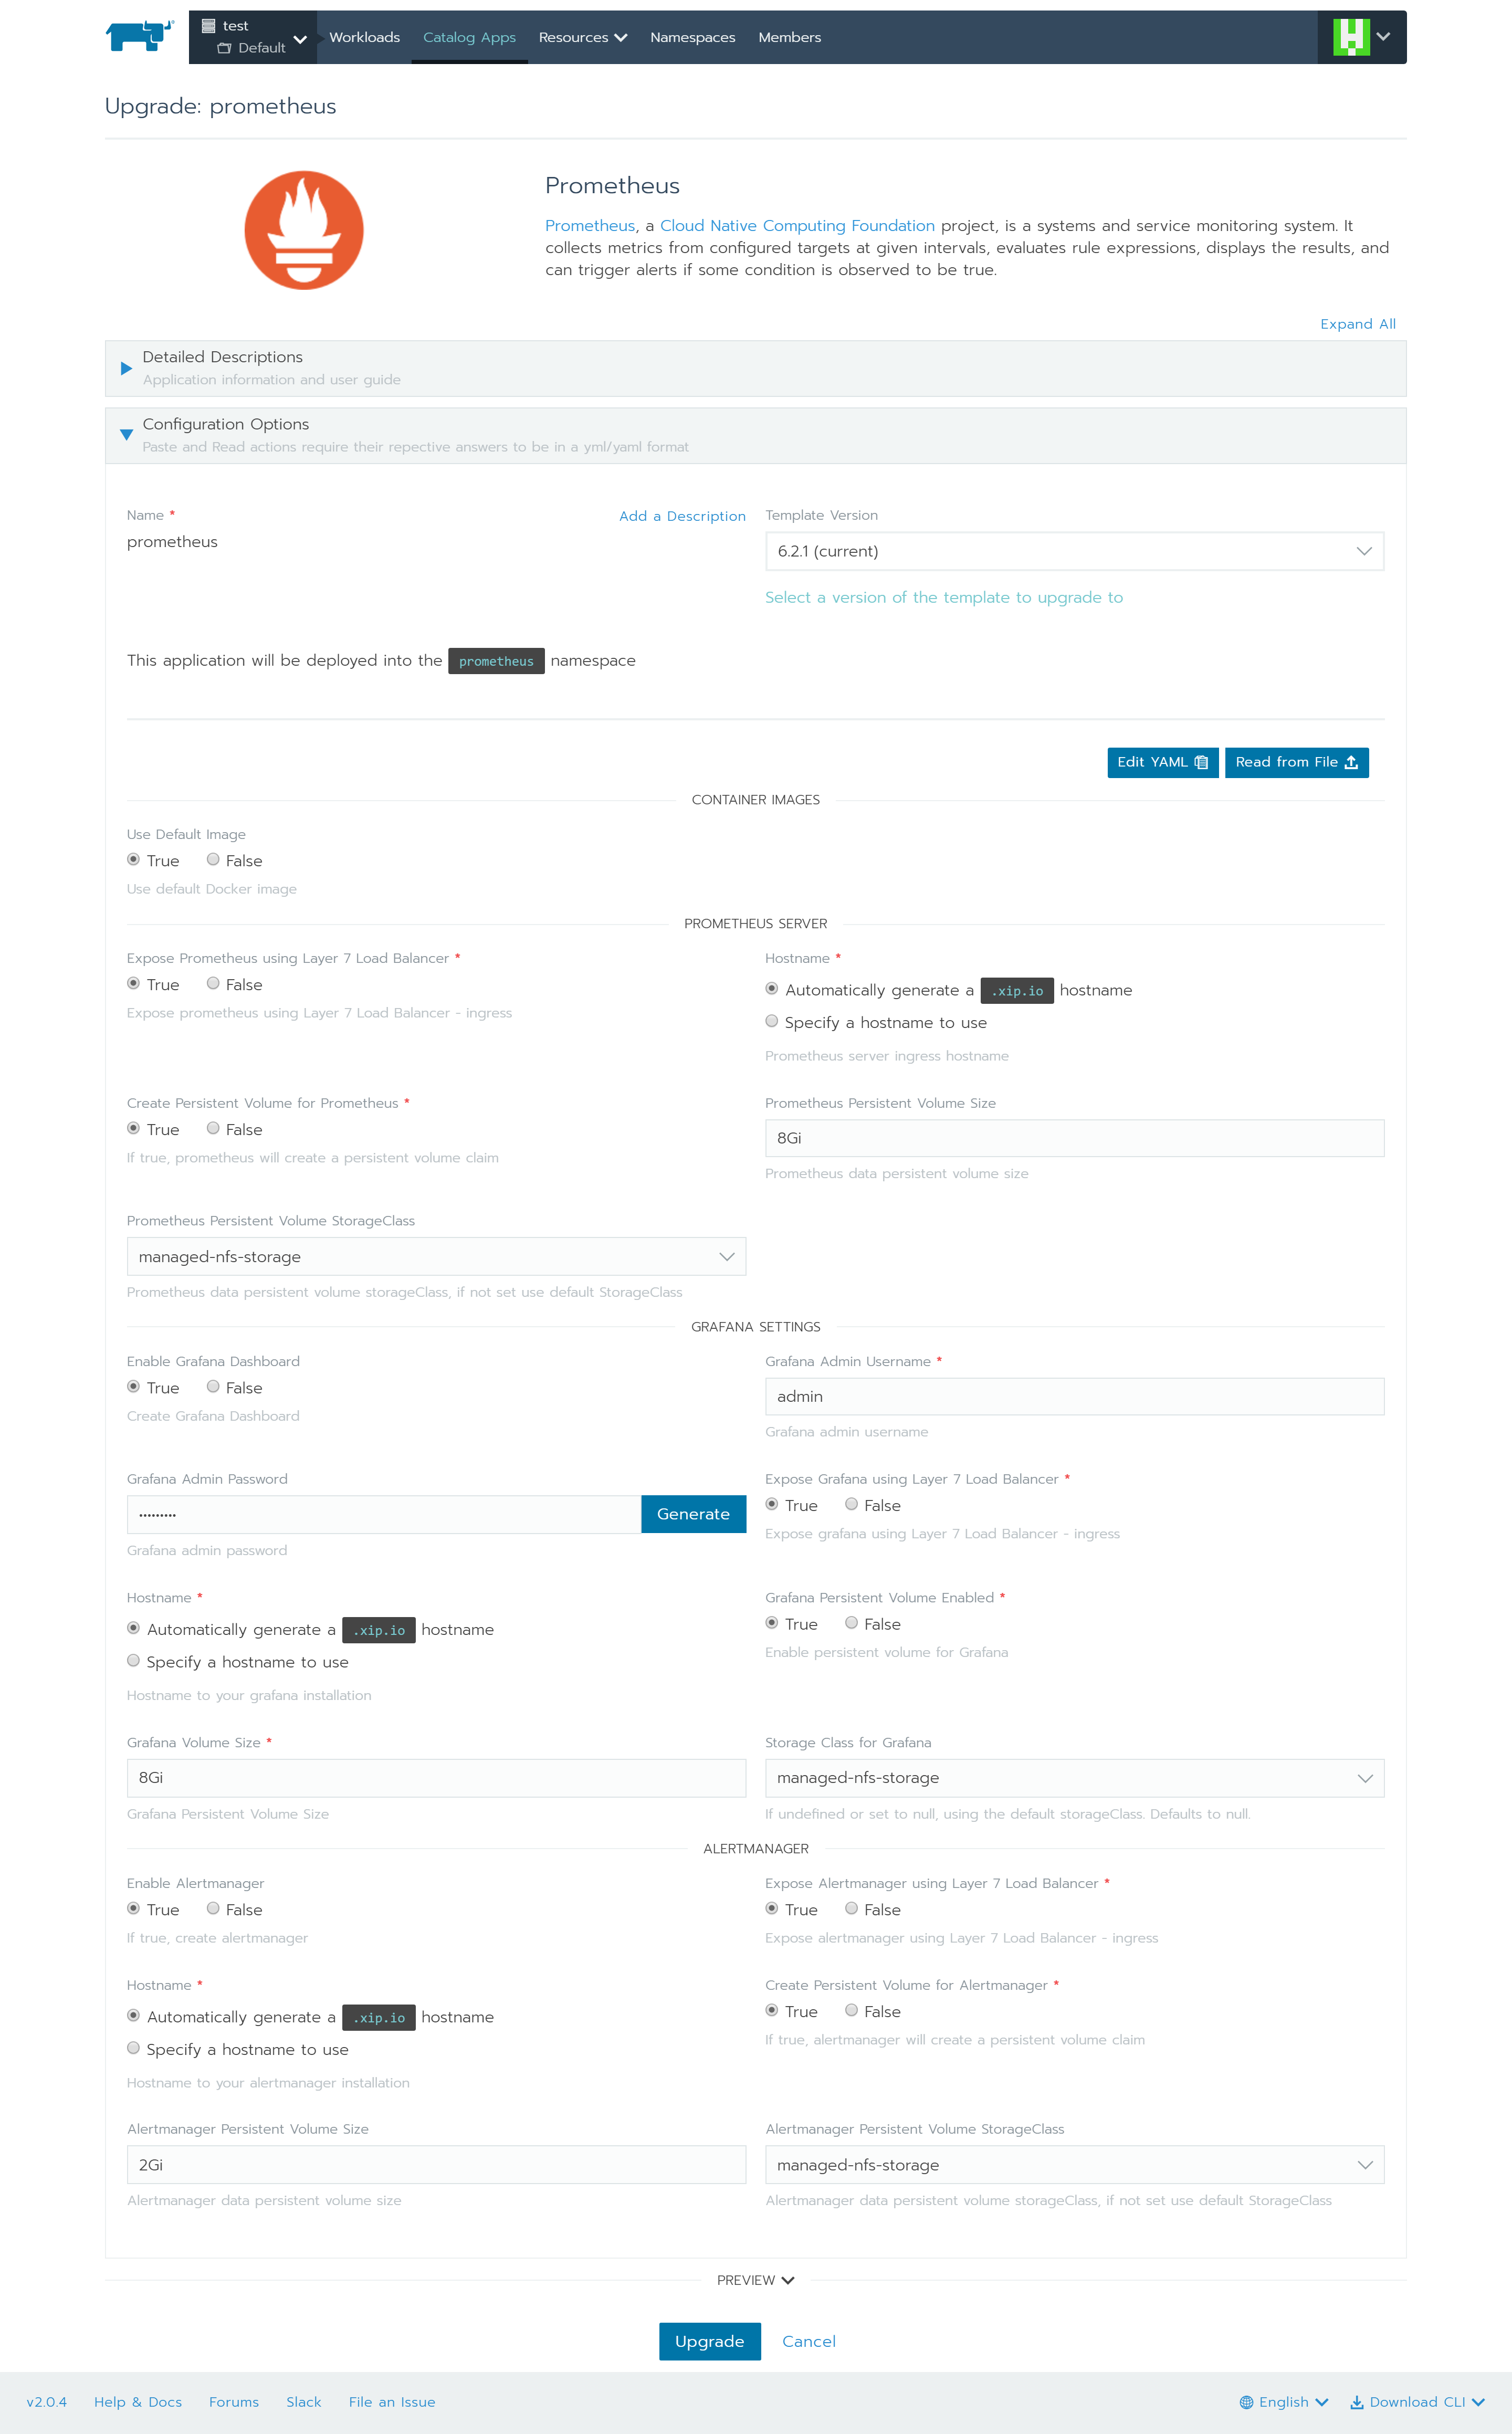 test
Default
Workloads
Catalog Apps
Resources
Namespaces
Members
Upgrade: prometheus
Prometheus
Prometheus, a Cloud Native Computing Foundation project, is a systems and service monitoring system. It
collects metrics from configured targets at given intervals, evaluates rule expressions, displays the results, and
can trigger alerts if some condition is observed to be true.
Expand All
Detailed Descriptions
Application information and user guide
Configuration Options
Paste and Read actions require their repective answers to be in a yml/yaml format
Name *
Add a Description
prometheus
Template Version
6.2.1 (current)
Select a version of the template to upgrade to
This application will be deployed into the prometheus namespace
Edit YAML
Read from File
CONTAINER IMAGES
Use Default Image
True False
Use default Docker image
PROMETHEUS SERVER
Expose Prometheus using Layer 7 Load Balancer *
True False
Expose prometheus using Layer 7 Load Balancer - ingress
Hostname *
Automatically generate a .xip.io hostname
Specify a hostname to use
Prometheus server ingress hostname
Create Persistent Volume for Prometheus *
True False
If true, prometheus will create a persistent volume claim
Prometheus Persistent Volume Size
8Gi
Prometheus data persistent volume size
Prometheus Persistent Volume StorageClass
managed-nfs-storage
Prometheus data persistent volume storageClass, if not set use default StorageClass
GRAFANA SETTINGS
Enable Grafana Dashboard
True False
Create Grafana Dashboard
Grafana Admin Username *
admin
Grafana admin username
Grafana Admin Password
•••••••••
Generate
Grafana admin password
Expose Grafana using Layer 7 Load Balancer *
True False
Expose grafana using Layer 7 Load Balancer - ingress
Hostname *
Automatically generate a .xip.io hostname
Specify a hostname to use
Hostname to your grafana installation
Grafana Persistent Volume Enabled *
True False
Enable persistent volume for Grafana
Grafana Volume Size *
8Gi
Grafana Persistent Volume Size
Storage Class for Grafana
managed-nfs-storage
If undefined or set to null, using the default storageClass. Defaults to null.
ALERTMANAGER
Enable Alertmanager
True False
If true, create alertmanager
Expose Alertmanager using Layer 7 Load Balancer *
True False
Expose alertmanager using Layer 7 Load Balancer - ingress
Hostname *
Automatically generate a .xip.io hostname
Specify a hostname to use
Hostname to your alertmanager installation
Create Persistent Volume for Alertmanager *
True False
If true, alertmanager will create a persistent volume claim
Alertmanager Persistent Volume Size
2Gi
Alertmanager data persistent volume size
Alertmanager Persistent Volume StorageClass
managed-nfs-storage
Alertmanager data persistent volume storageClass, if not set use default StorageClass
PREVIEW
Upgrade
Cancel
v2.0.4
Help & Docs
Forums
Slack
File an Issue
English
Download CLI